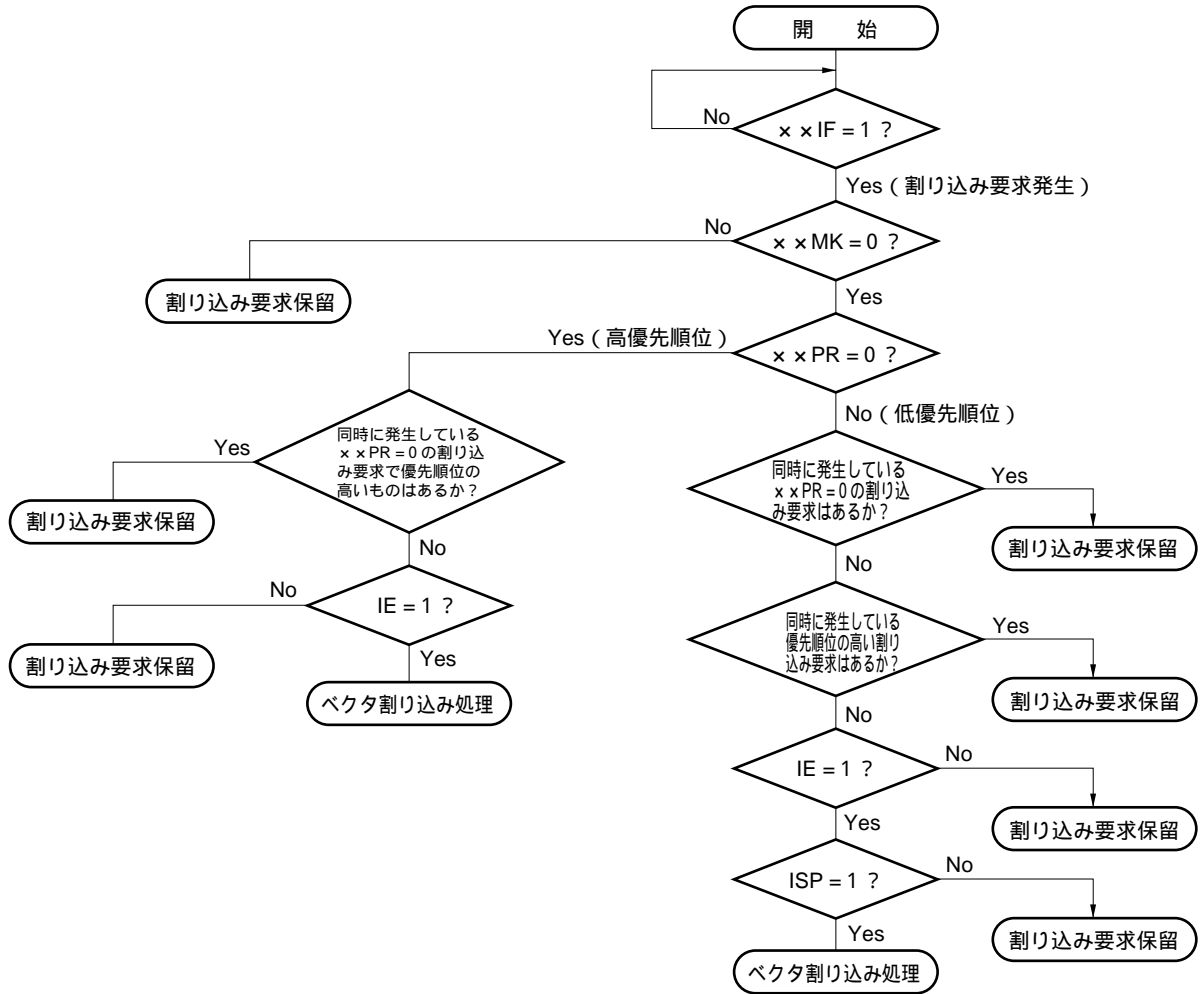 開　　始
No
××IF = 1 ?
Yes（割り込み要求発生）
No
××MK = 0 ?
割り込み要求保留
Yes
Yes（高優先順位）
××PR = 0 ?
No（低優先順位）
同時に発生している
××PR = 0 の割り込
み要求で優先順位の
高いものはあるか？
Yes
割り込み要求保留
No
同時に発生している
××PR = 0 の割り込
み要求はあるか？
Yes
割り込み要求保留
No
No
IE = 1 ?
割り込み要求保留
Yes
ベクタ割り込み処理
同時に発生している
優先順位の高い割り
込み要求はあるか？
Yes
割り込み要求保留
No
IE = 1 ?
No
割り込み要求保留
Yes
ISP = 1 ?
No
割り込み要求保留
Yes
ベクタ割り込み処理